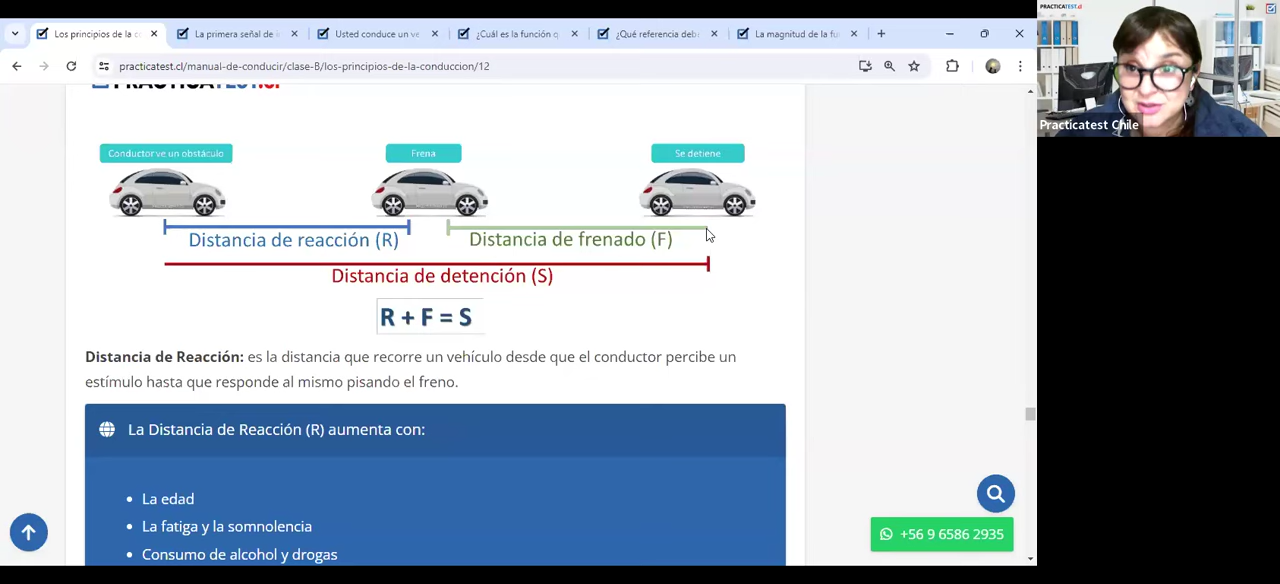 Los principios de la c
La primera señal de i
Usted conduce un ve
¿Cuál es la función q
¿Qué referencia deb
La magnitud de la fu
practicatest.cl/manual-de-conducir/clase-B/los-principios-de-la-conduccion/12
PRACTICATEST.cl
Practicatest Chile
PRACTICATEST.cl
Conductor ve un obstáculo
Frena
Se detiene
Distancia de reacción (R)
Distancia de frenado (F)
Distancia de detención (S)
R + F = S
Distancia de Reacción: es la distancia que recorre un vehículo desde que el conductor percibe un
estímulo hasta que responde al mismo pisando el freno.
La Distancia de Reacción (R) aumenta con:
• La edad
• La fatiga y la somnolencia
• Consumo de alcohol y drogas
+56 9 6586 2935